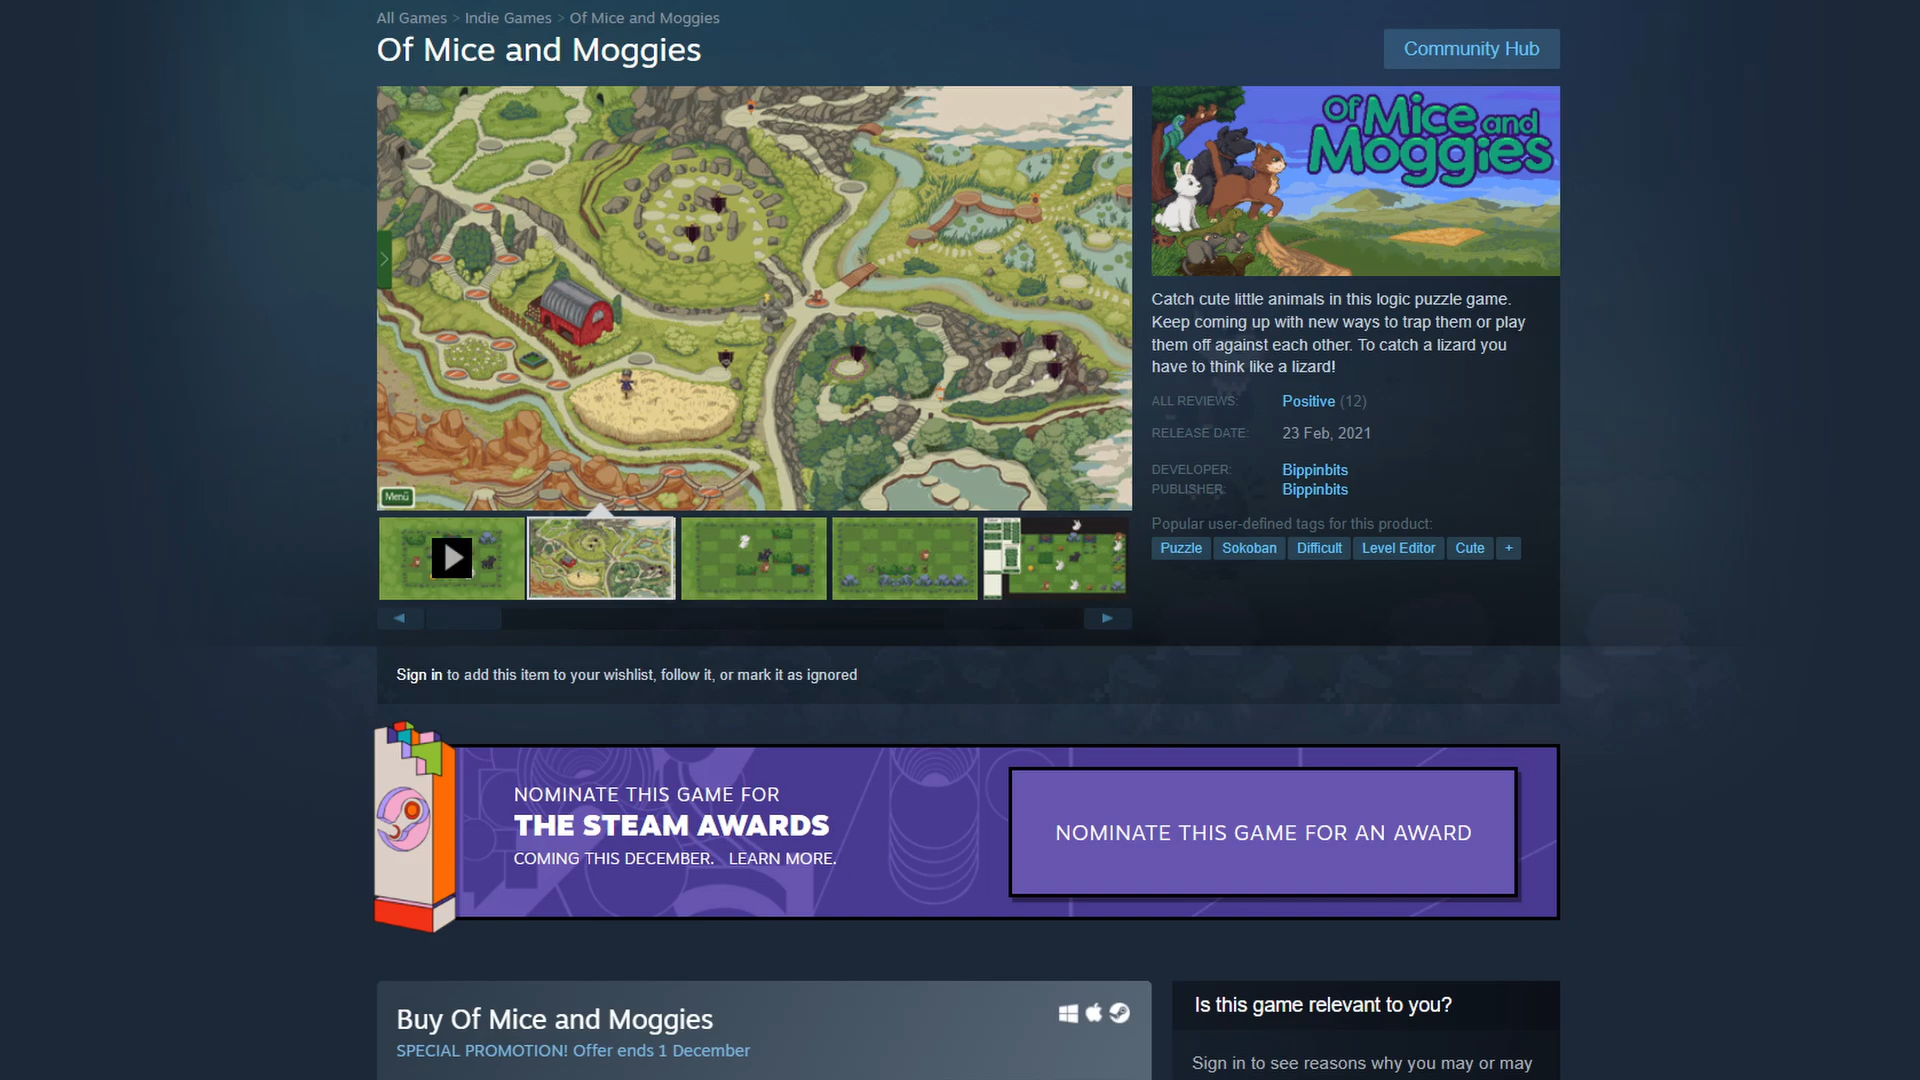 All Games > Indie Games > Of Mice and Moggies
Of Mice and Moggies
Community Hub
Menü
Of Mice and
Moggies
Catch cute little animals in this logic puzzle game.
Keep coming up with new ways to trap them or play
them off against each other. To catch a lizard you
have to think like a lizard!
ALL REVIEWS: Positive (12)
RELEASE DATE: 23 Feb, 2021
DEVELOPER: Bippinbits
PUBLISHER: Bippinbits
Popular user-defined tags for this product:
Puzzle Sokoban Difficult Level Editor Cute +
Sign in to add this item to your wishlist, follow it, or mark it as ignored
NOMINATE THIS GAME FOR
THE STEAM AWARDS
COMING THIS DECEMBER. LEARN MORE.
NOMINATE THIS GAME FOR AN AWARD
Buy Of Mice and Moggies
SPECIAL PROMOTION! Offer ends 1 December
Is this game relevant to you?
Sign in to see reasons why you may or may